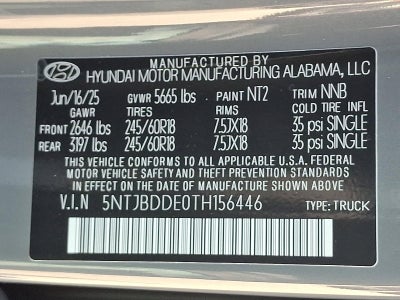 MANUFACTURED BY
HYUNDAI MOTOR MANUFACTURING ALABAMA, LLC
Jun/16/25 GVWR 5665 lbs PAINT NT2 TRIM NNB
GAWR TIRES RIMS COLD TIRE INFL
FRONT 2646 lbs 245/60R18 7.5JX18 35 psi SINGLE
REAR 3197 lbs 245/60R18 7.5JX18 35 psi SINGLE
THIS VEHICLE CONFORMS TO ALL APPLICABLE U.S.A. FEDERAL
MOTOR VEHICLE SAFETY AND THEFT PREVENTION STANDARDS
IN EFFECT ON THE DATE OF MANUFACTURE SHOWN ABOVE
V.I.N 5NTJBDDE0TH156446 TYPE: TRUCK